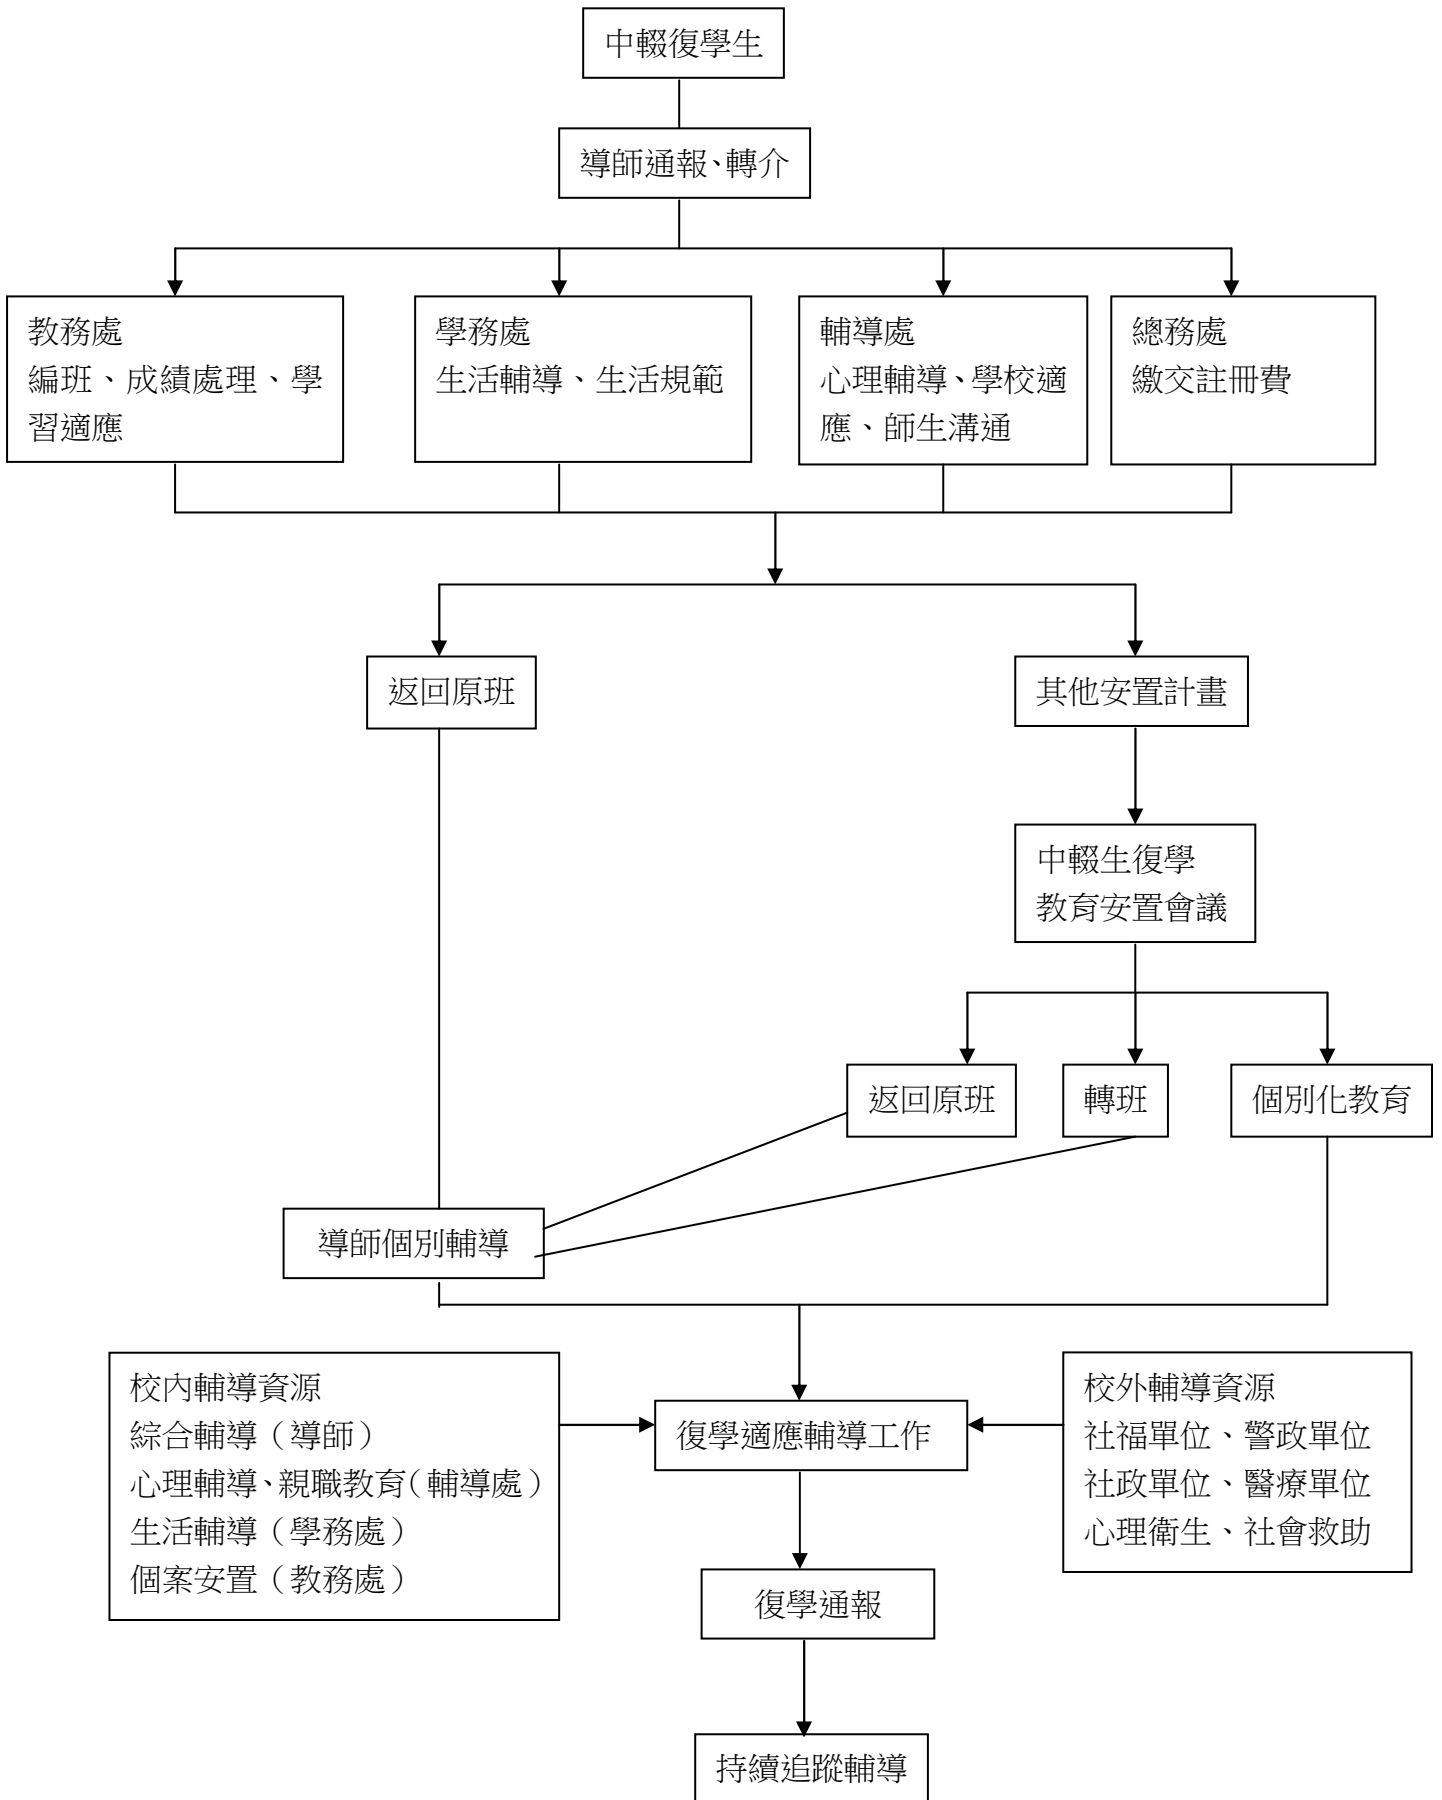 中輟復學生
導師通報、轉介
教務處
編班、成績處理、學
習適應
學務處
生活輔導、生活規範
輔導處
心理輔導、學校適
應、師生溝通
總務處
繳交註冊費
返回原班
其他安置計畫
中輟生復學
教育安置會議
返回原班
轉班
個別化教育
導師個別輔導
校內輔導資源
綜合輔導（導師）
心理輔導、親職教育（輔導處）
生活輔導（學務處）
個案安置（教務處）
復學適應輔導工作
校外輔導資源
社福單位、警政單位
社政單位、醫療單位
心理衛生、社會救助
復學通報
持續追蹤輔導